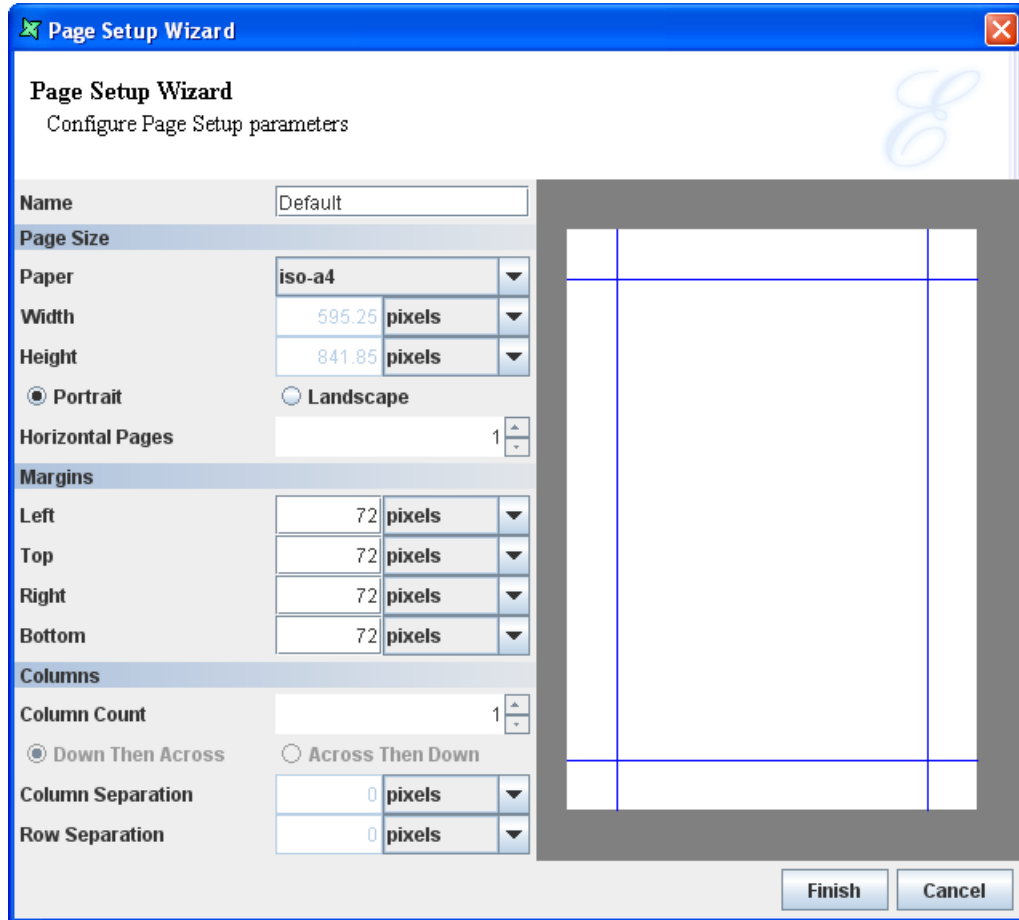 Page Setup Wizard
Page Setup Wizard
Configure Page Setup parameters
Name Default
Page Size
Paper iso-a4
Width 595.25 pixels
Height 841.85 pixels
Portrait Landscape
Horizontal Pages 1
Margins
Left 72 pixels
Top 72 pixels
Right 72 pixels
Bottom 72 pixels
Columns
Column Count 1
Down Then Across Across Then Down
Column Separation 0 pixels
Row Separation 0 pixels
Finish Cancel